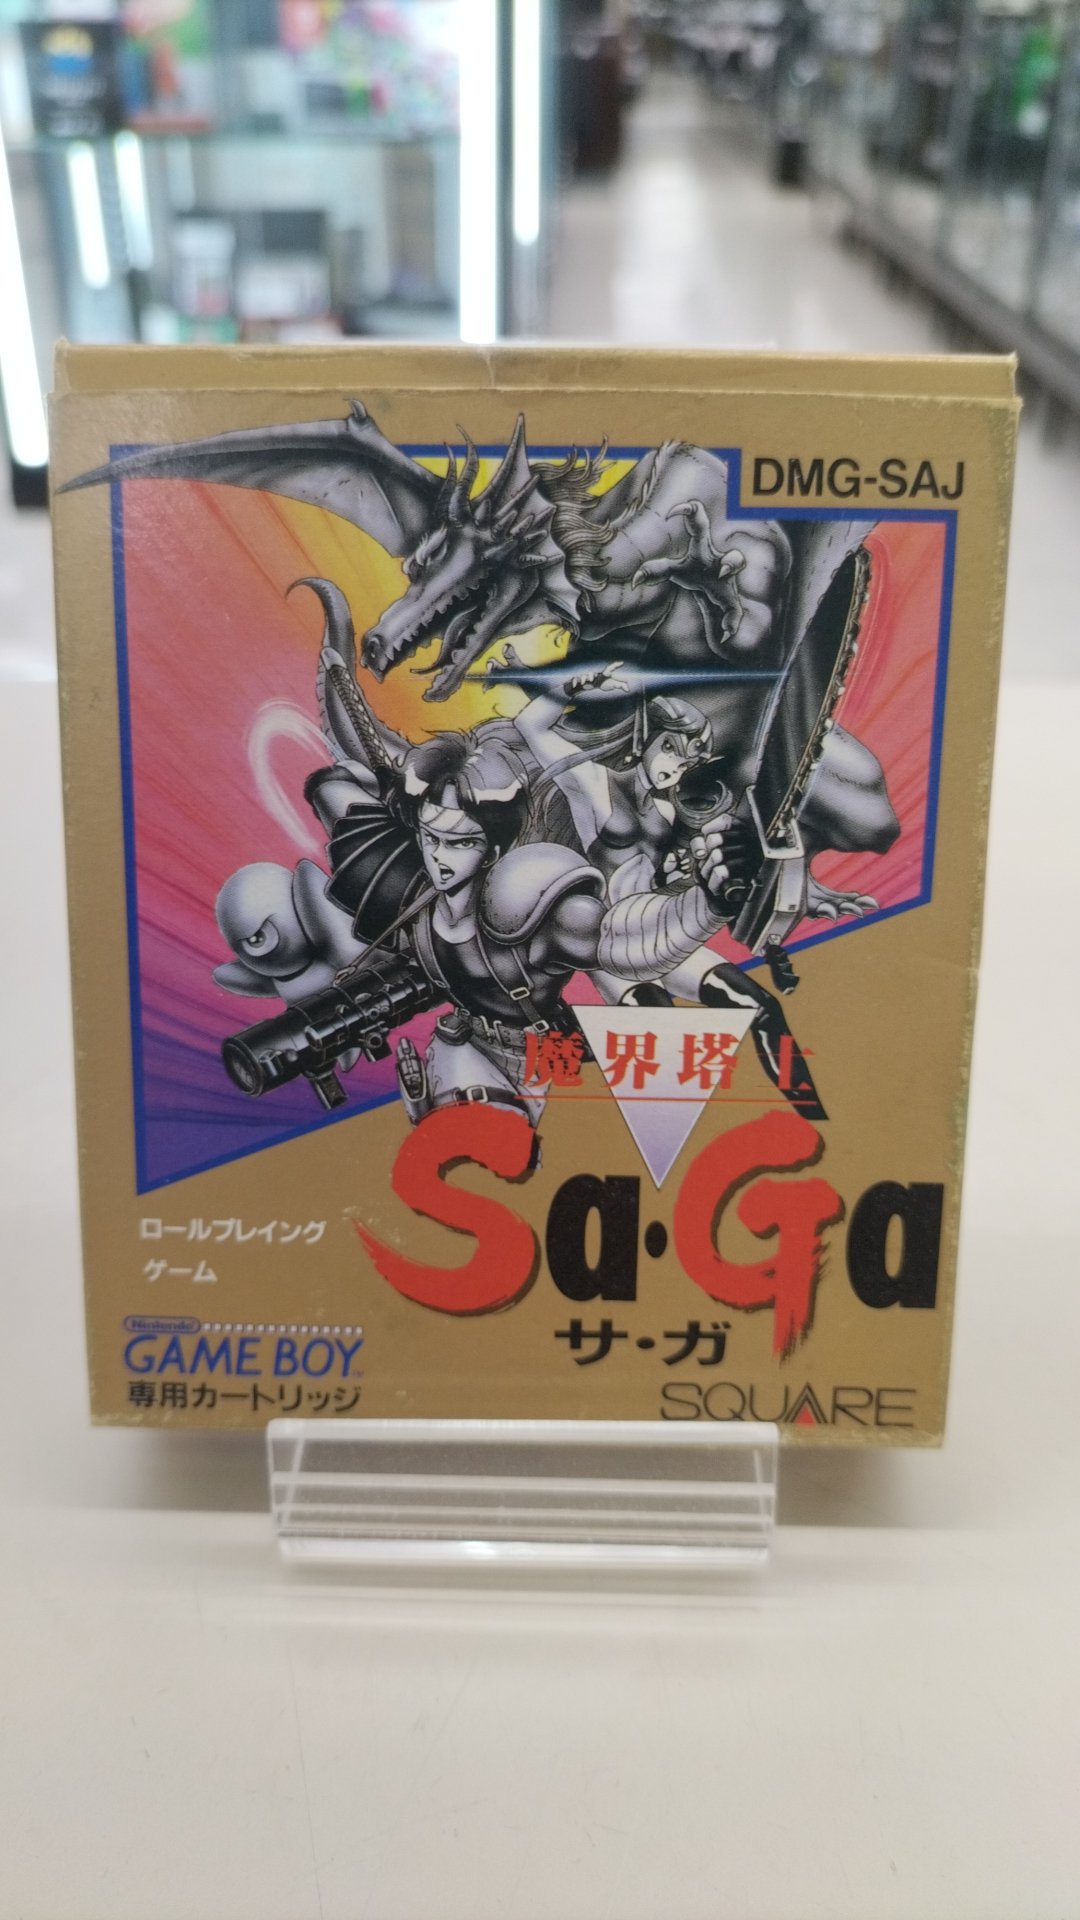 DMG-SAJ
魔界塔士
Sa・Ga
サ・ガ
ロールプレイング
ゲーム
Nintendo
GAME BOY™
専用カートリッジ
SQUARE